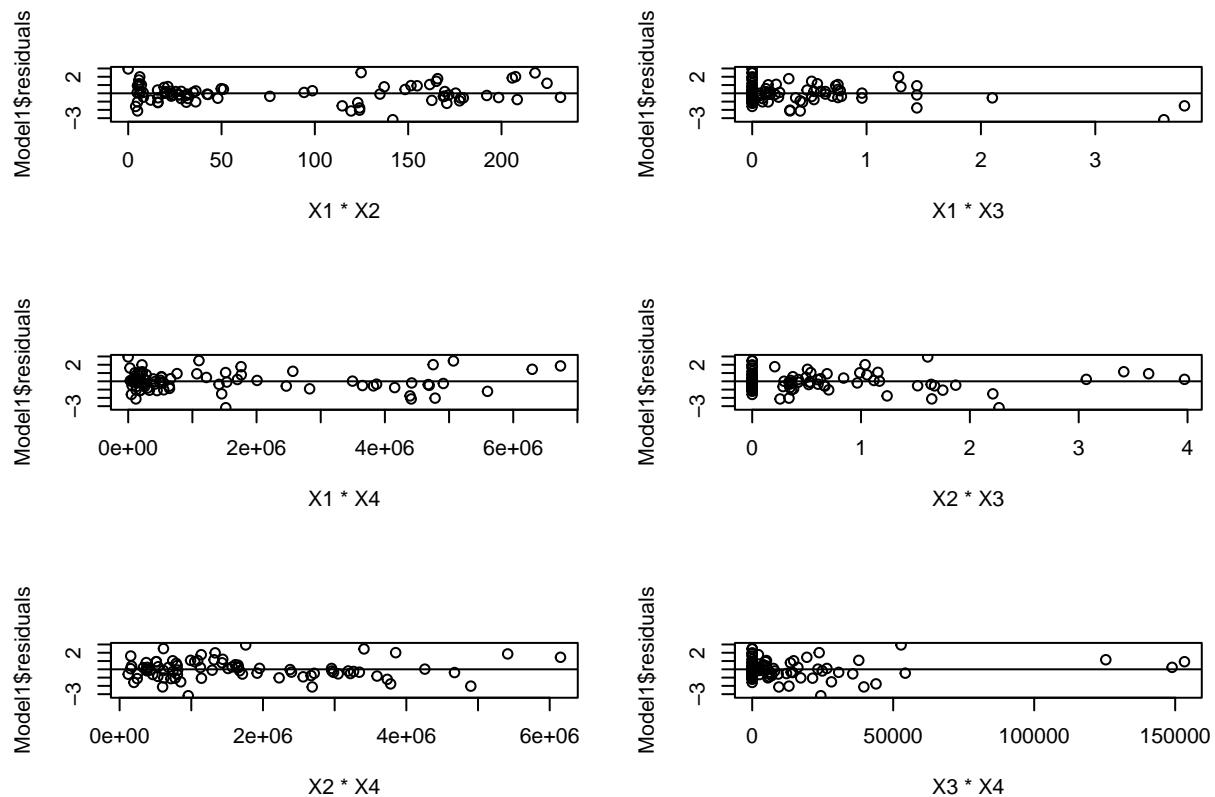 Model1$residuals
2
−3
0 50 100 150 200
X1 * X2
Model1$residuals
2
−3
0 1 2 3
X1 * X3
Model1$residuals
2
−3
0e+00 2e+06 4e+06 6e+06
X1 * X4
Model1$residuals
2
−3
0 1 2 3 4
X2 * X3
Model1$residuals
2
−3
0e+00 2e+06 4e+06 6e+06
X2 * X4
Model1$residuals
2
−3
0 50000 100000 150000
X3 * X4